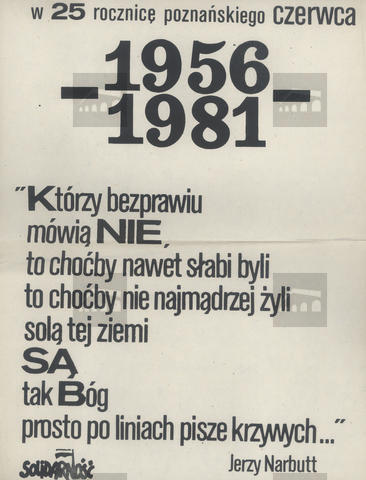 w 25 rocznicę poznańskiego czerwca
1956
1981
"Którzy bezprawiu
mówią NIE,
to choćby nawet słabi byli
to choćby nie najmądrzej żyli
solą tej ziemi
SĄ
tak Bóg
prosto po liniach pisze krzywych..."
Jerzy Narbutt
SOLIDARNOŚĆ